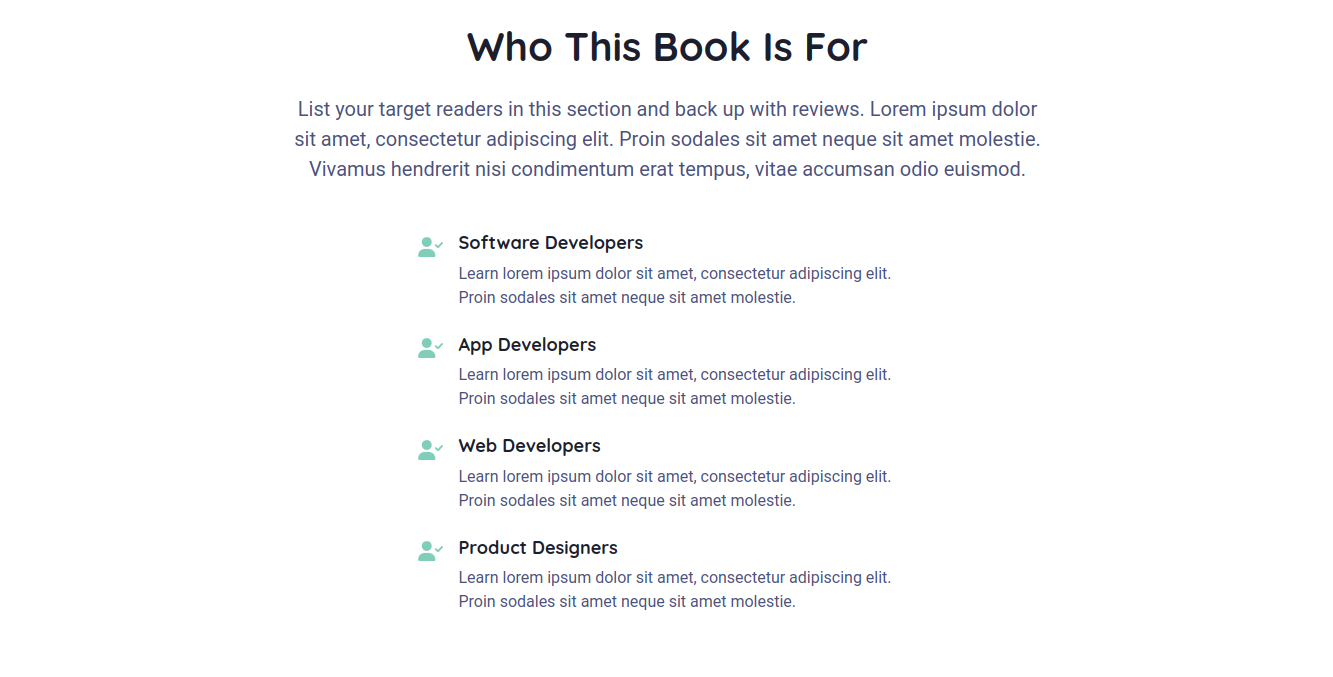 Who This Book Is For
List your target readers in this section and back up with reviews. Lorem ipsum dolor
sit amet, consectetur adipiscing elit. Proin sodales sit amet neque sit amet molestie.
Vivamus hendrerit nisi condimentum erat tempus, vitae accumsan odio euismod.
Software Developers
Learn lorem ipsum dolor sit amet, consectetur adipiscing elit.
Proin sodales sit amet neque sit amet molestie.
App Developers
Learn lorem ipsum dolor sit amet, consectetur adipiscing elit.
Proin sodales sit amet neque sit amet molestie.
Web Developers
Learn lorem ipsum dolor sit amet, consectetur adipiscing elit.
Proin sodales sit amet neque sit amet molestie.
Product Designers
Learn lorem ipsum dolor sit amet, consectetur adipiscing elit.
Proin sodales sit amet neque sit amet molestie.